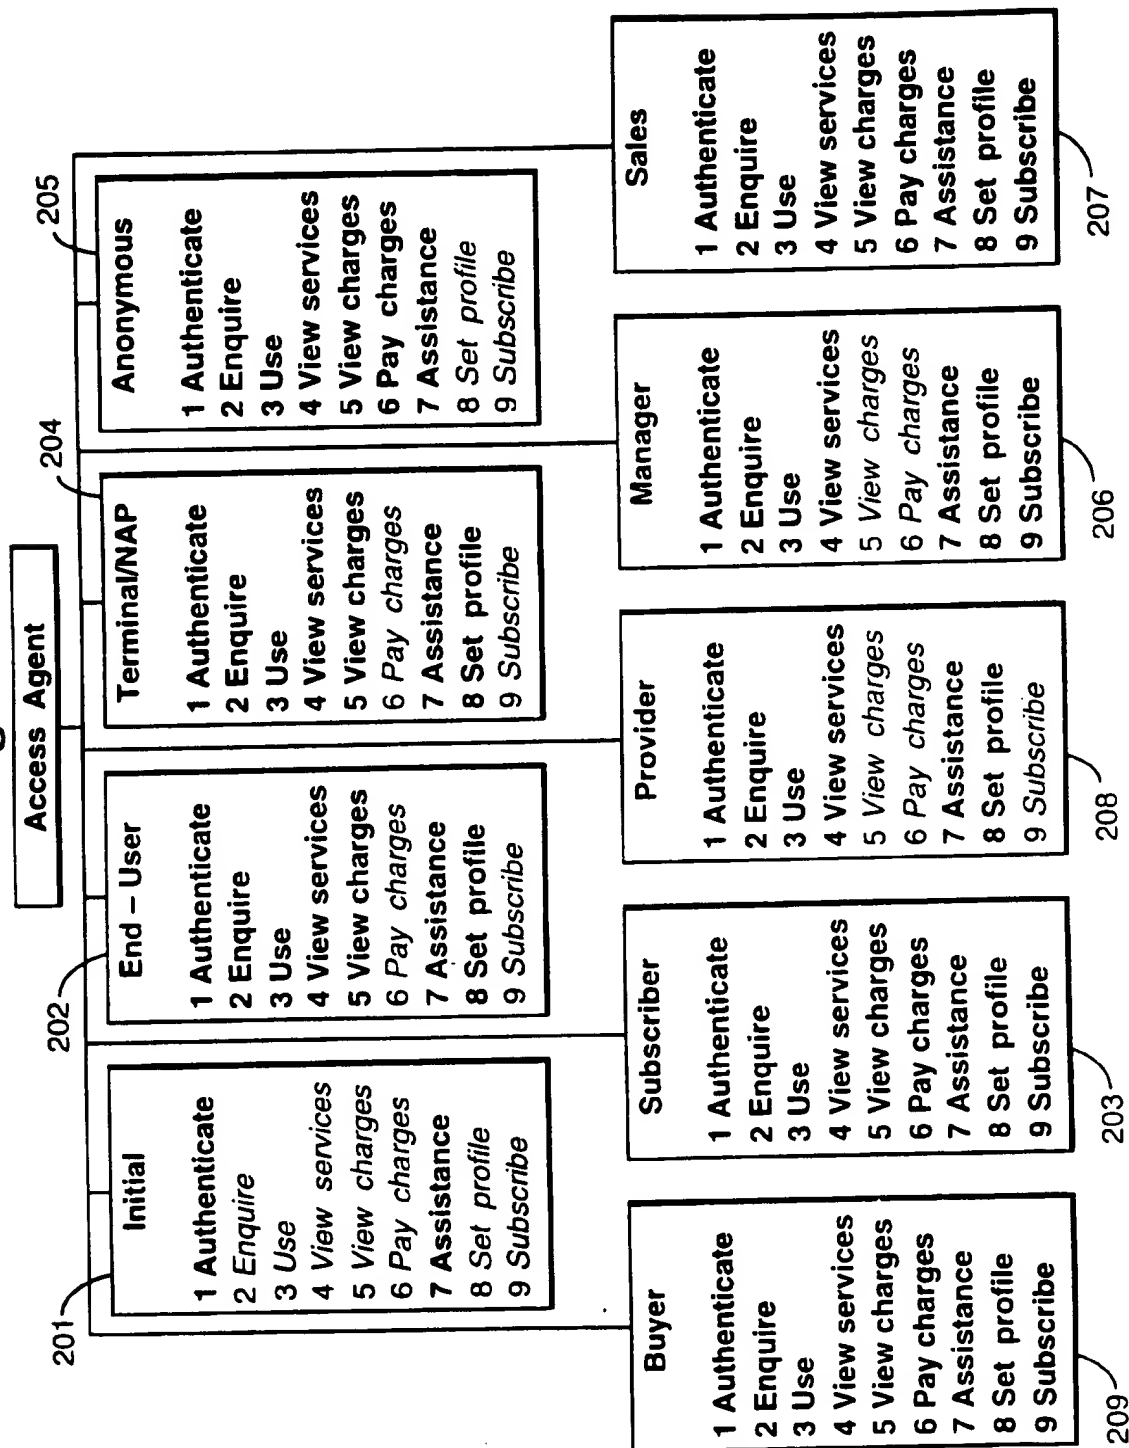 Access Agent
201
Initial
1 Authenticate
2 Enquire
3 Use
4 View services
5 View charges
6 Pay charges
7 Assistance
8 Set profile
9 Subscribe
202
End – User
1 Authenticate
2 Enquire
3 Use
4 View services
5 View charges
6 Pay charges
7 Assistance
8 Set profile
9 Subscribe
204
Terminal/NAP
1 Authenticate
2 Enquire
3 Use
4 View services
5 View charges
6 Pay charges
7 Assistance
8 Set profile
9 Subscribe
205
Anonymous
1 Authenticate
2 Enquire
3 Use
4 View services
5 View charges
6 Pay charges
7 Assistance
8 Set profile
9 Subscribe
Buyer
1 Authenticate
2 Enquire
3 Use
4 View services
5 View charges
6 Pay charges
7 Assistance
8 Set profile
9 Subscribe
209
Subscriber
1 Authenticate
2 Enquire
3 Use
4 View services
5 View charges
6 Pay charges
7 Assistance
8 Set profile
9 Subscribe
203
Provider
1 Authenticate
2 Enquire
3 Use
4 View services
5 View charges
6 Pay charges
7 Assistance
8 Set profile
9 Subscribe
208
Manager
1 Authenticate
2 Enquire
3 Use
4 View services
5 View charges
6 Pay charges
7 Assistance
8 Set profile
9 Subscribe
206
Sales
1 Authenticate
2 Enquire
3 Use
4 View services
5 View charges
6 Pay charges
7 Assistance
8 Set profile
9 Subscribe
207